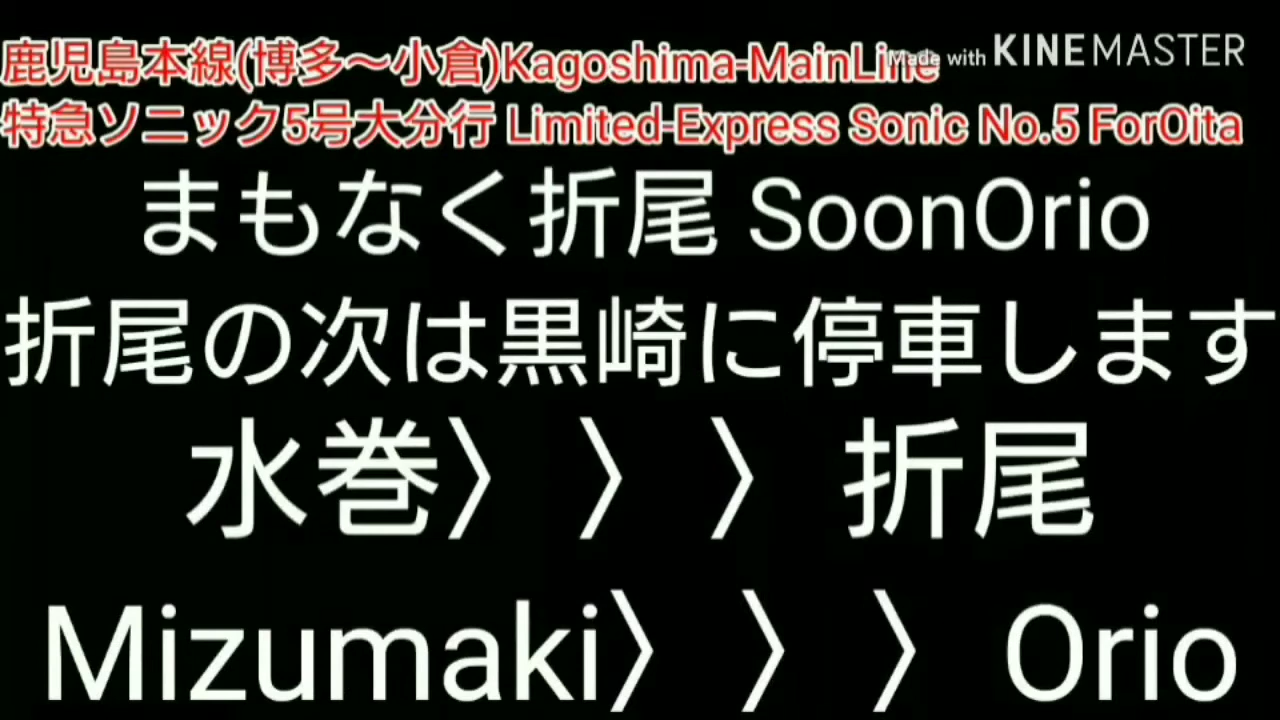 鹿児島本線(博多～小倉)Kagoshima-MainLine
Made with KINEMASTER
特急ソニック5号大分行 Limited-Express Sonic No.5 ForOita
まもなく折尾 SoonOrio
折尾の次は黒崎に停車します
水巻〉〉〉折尾
Mizumaki〉〉〉Orio